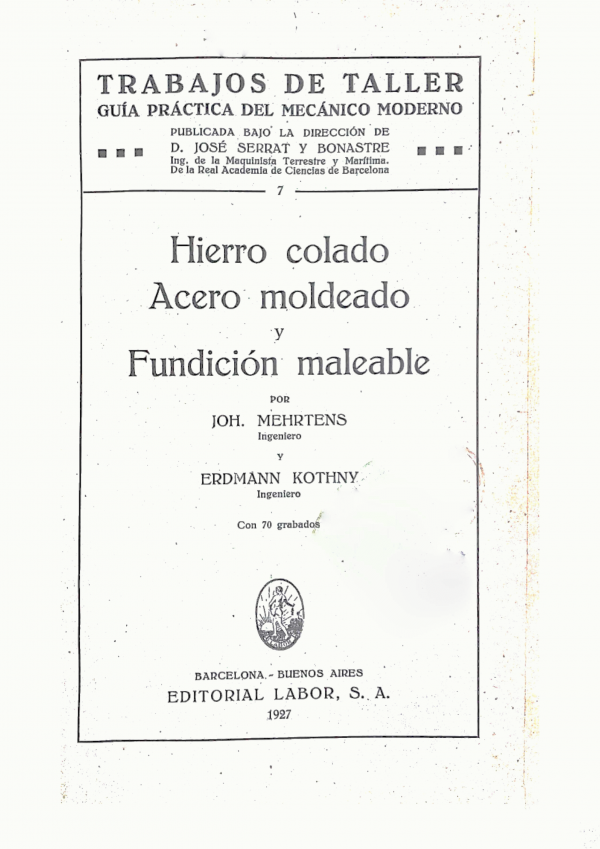 TRABAJOS DE TALLER
GUÍA PRÁCTICA DEL MECÁNICO MODERNO
PUBLICADA BAJO LA DIRECCIÓN DE
D. JOSÉ SERRAT Y BONASTRE
Ing. de la Maquinista Terrestre y Marítima.
De la Real Academia de Ciencias de Barcelona
7
Hierro colado
Acero moldeado
y
Fundición maleable
POR
JOH. MEHRTENS
Ingeniero
Y
ERDMANN KOTHNY
Ingeniero
Con 70 grabados
BARCELONA - BUENOS AIRES
EDITORIAL LABOR, S. A.
1927